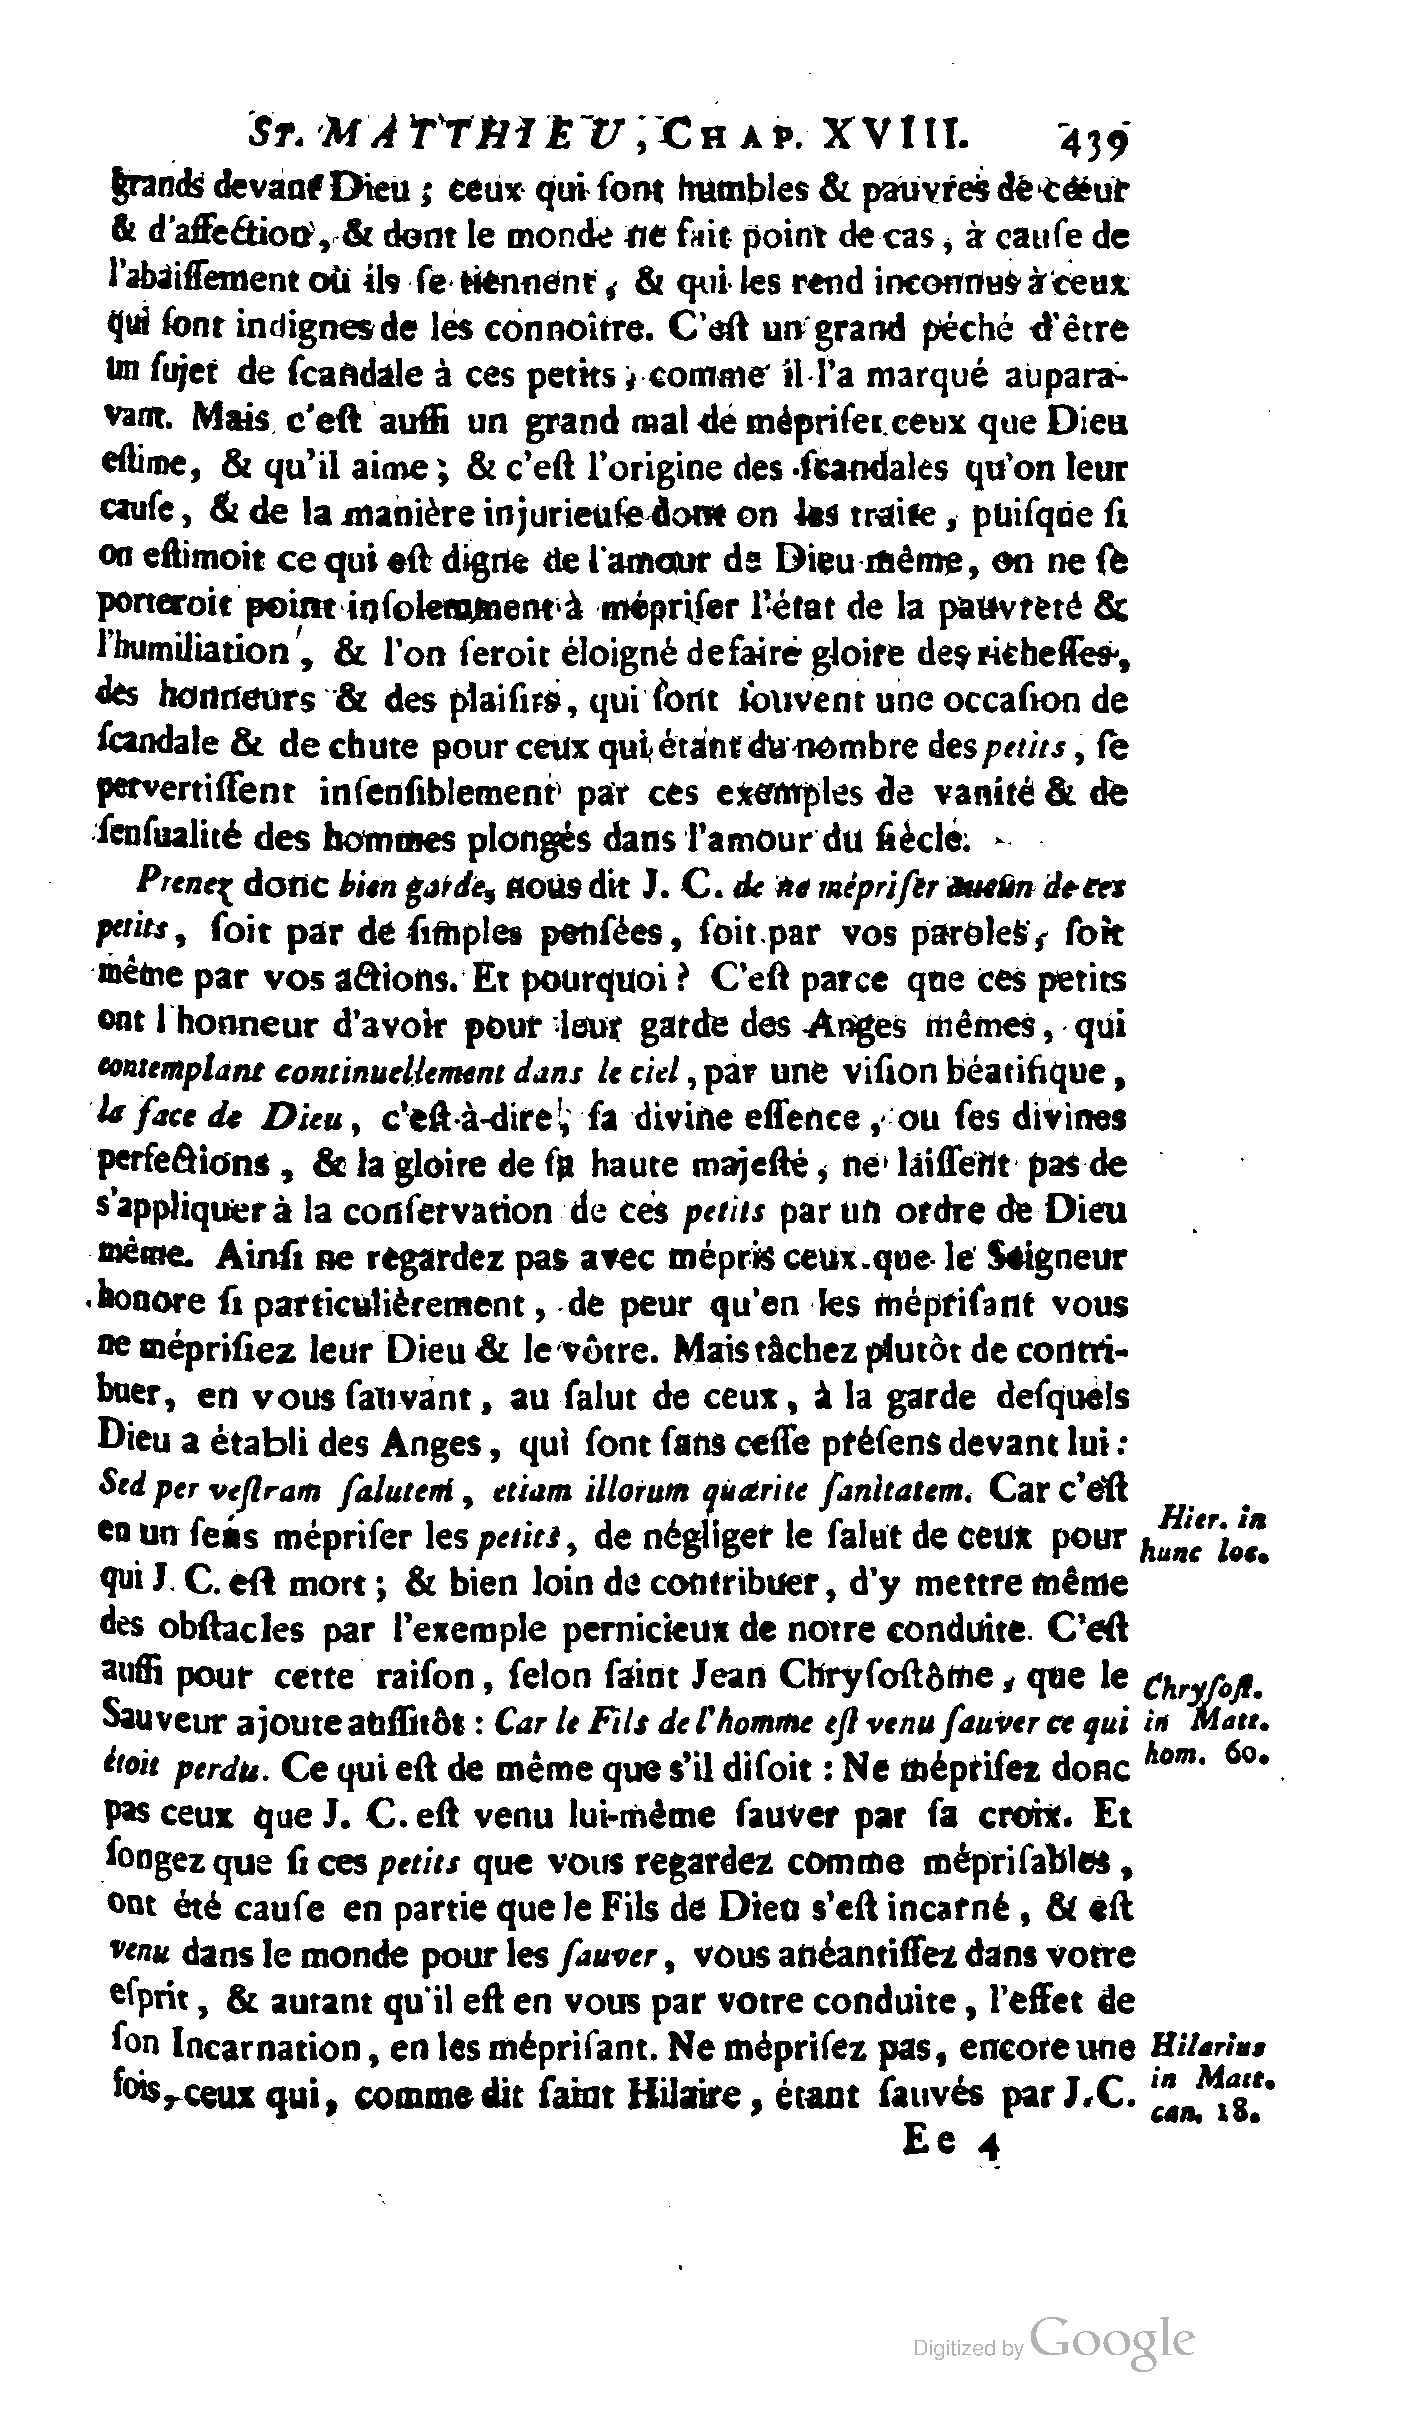 St. MATTHIEU, CHAP. XVIII. 439
grands devant Dieu ; ceux qui ſont humbles & pauvres de cœur
& d'affection, & dont le monde ne fait point de cas, à cauſe de
l'abaiſſement où ils ſe tiennent, & qui les rend inconnus à ceux
qui ſont indignes de les connoître. C'eſt un grand péché d'être
un ſujet de ſcandale à ces petits, comme il l'a marqué aupara-
vant. Mais c'eſt auſſi un grand mal de mépriſer ceux que Dieu
eſtime, & qu'il aime ; & c'eſt l'origine des ſcandales qu'on leur
cauſe, & de la manière injurieuſe dont on les traite, puiſque ſi
on eſtimoit ce qui eſt digne de l'amour de Dieu même, on ne ſe
porteroit point inſolemment à mépriſer l'état de la pauvreté &
l'humiliation, & l'on ſeroit éloigné de faire gloire des richeſſes,
des honneurs & des plaiſirs, qui ſont ſouvent une occaſion de
ſcandale & de chute pour ceux qui, étant du nombre des petits, ſe
pervertiſſent inſenſiblement par ces exemples de vanité & de
ſenſualité des hommes plongés dans l'amour du ſiècle.
Prenez donc bien garde, nous dit J. C. de ne mépriſer aucun de ces
petits, ſoit par de ſimples penſées, ſoit par vos paroles, ſoit
même par vos actions. Et pourquoi ? C'eſt parce que ces petits
ont l'honneur d'avoir pour leur garde des Anges mêmes, qui
contemplant continuellement dans le ciel, par une viſion béatifique,
la face de Dieu, c'eſt-à-dire, ſa divine eſſence, ou ſes divines
perfections, & la gloire de ſa haute majeſté, ne laiſſent pas de
s'appliquer à la conſervation de ces petits par un ordre de Dieu
même. Ainſi ne regardez pas avec mépris ceux que le Seigneur
honore ſi particulièrement, de peur qu'en les mépriſant vous
ne mépriſiez leur Dieu & le vôtre. Mais tâchez plutôt de contri-
buer, en vous ſauvant, au ſalut de ceux, à la garde deſquels
Dieu a établi des Anges, qui ſont ſans ceſſe préſens devant lui :
Sed per veſtram ſalutem, etiam illorum quærite ſanitatem. Car c'eſt
en un ſens mépriſer les petits, de négliger le ſalut de ceux pour
Hier. in
hunc loc.
qui J. C. eſt mort ; & bien loin de contribuer, d'y mettre même
des obſtacles par l'exemple pernicieux de notre conduite. C'eſt
auſſi pour cette raiſon, ſelon ſaint Jean Chryſoſtôme, que le
Sauveur ajoute auſſitôt : Car le Fils de l'homme eſt venu ſauver ce qui
étoit perdu. Ce qui eſt de même que s'il diſoit : Ne mépriſez donc
Chryſoſt.
in Matt.
hom. 60.
pas ceux que J. C. eſt venu lui-même ſauver par ſa croix. Et
ſongez que ſi ces petits que vous regardez comme mépriſables,
ont été cauſe en partie que le Fils de Dieu s'eſt incarné, & eſt
venu dans le monde pour les ſauver, vous anéantiſſez dans votre
eſprit, & autant qu'il eſt en vous par votre conduite, l'effet de
ſon Incarnation, en les mépriſant. Ne mépriſez pas, encore une
fois, ceux qui, comme dit ſaint Hilaire, étant ſauvés par J.C.
Hilarius
in Matt.
can. 18.
Ee 4
Digitized by Google